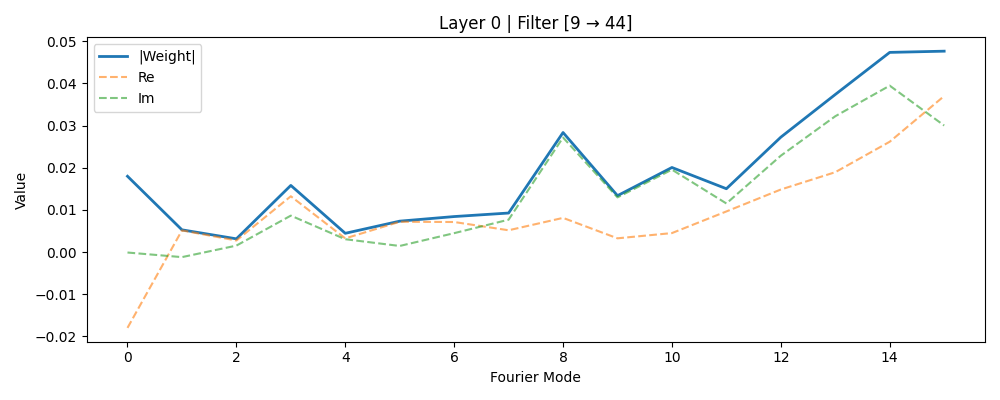 Layer 0 | Filter [9 → 44]
0.05
0.04
0.03
0.02
0.01
0.00
−0.01
−0.02
Value
|Weight|
Re
Im
0 2 4 6 8 10 12 14
Fourier Mode